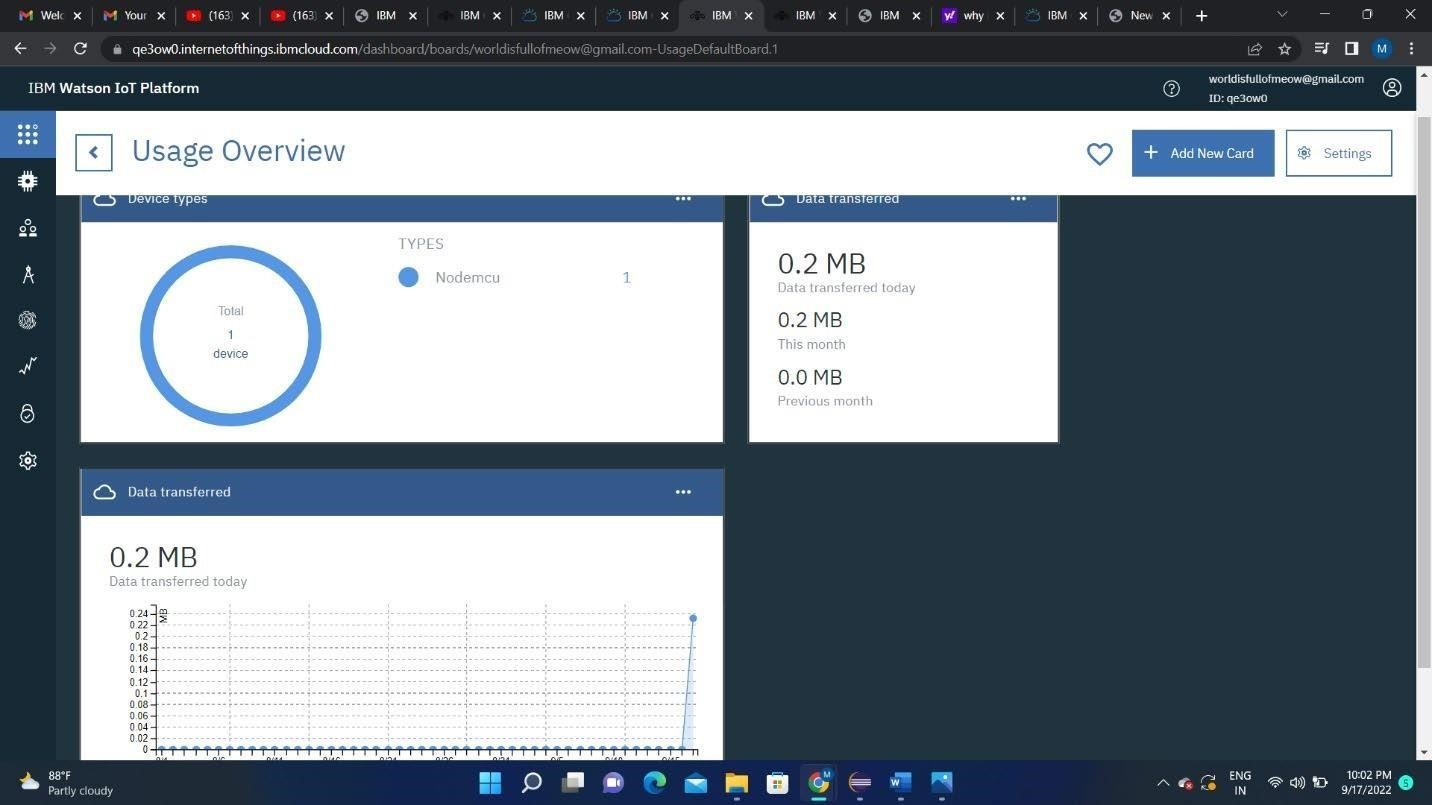 Welc
Your
(163)
(163)
IBM
IBM
IBM
IBM
IBM
IBM
IBM
why
IBM
New
qe3ow0.internetofthings.ibmcloud.com/dashboard/boards/worldisfullofmeow@gmail.com-UsageDefaultBoard.1
M
IBM Watson IoT Platform
worldisfullofmeow@gmail.com
ID: qe3ow0
Usage Overview
+ Add New Card
Settings
Device types
Data transferred
TYPES
Nodemcu 1
Total
1
device
0.2 MB
Data transferred today
0.2 MB
This month
0.0 MB
Previous month
Data transferred
0.2 MB
Data transferred today
MB
0.24
0.22
0.2
0.18
0.16
0.14
0.12
0.1
0.08
0.06
0.04
0.02
0
88°F
Partly cloudy
ENG
IN
10:02 PM
9/17/2022
5